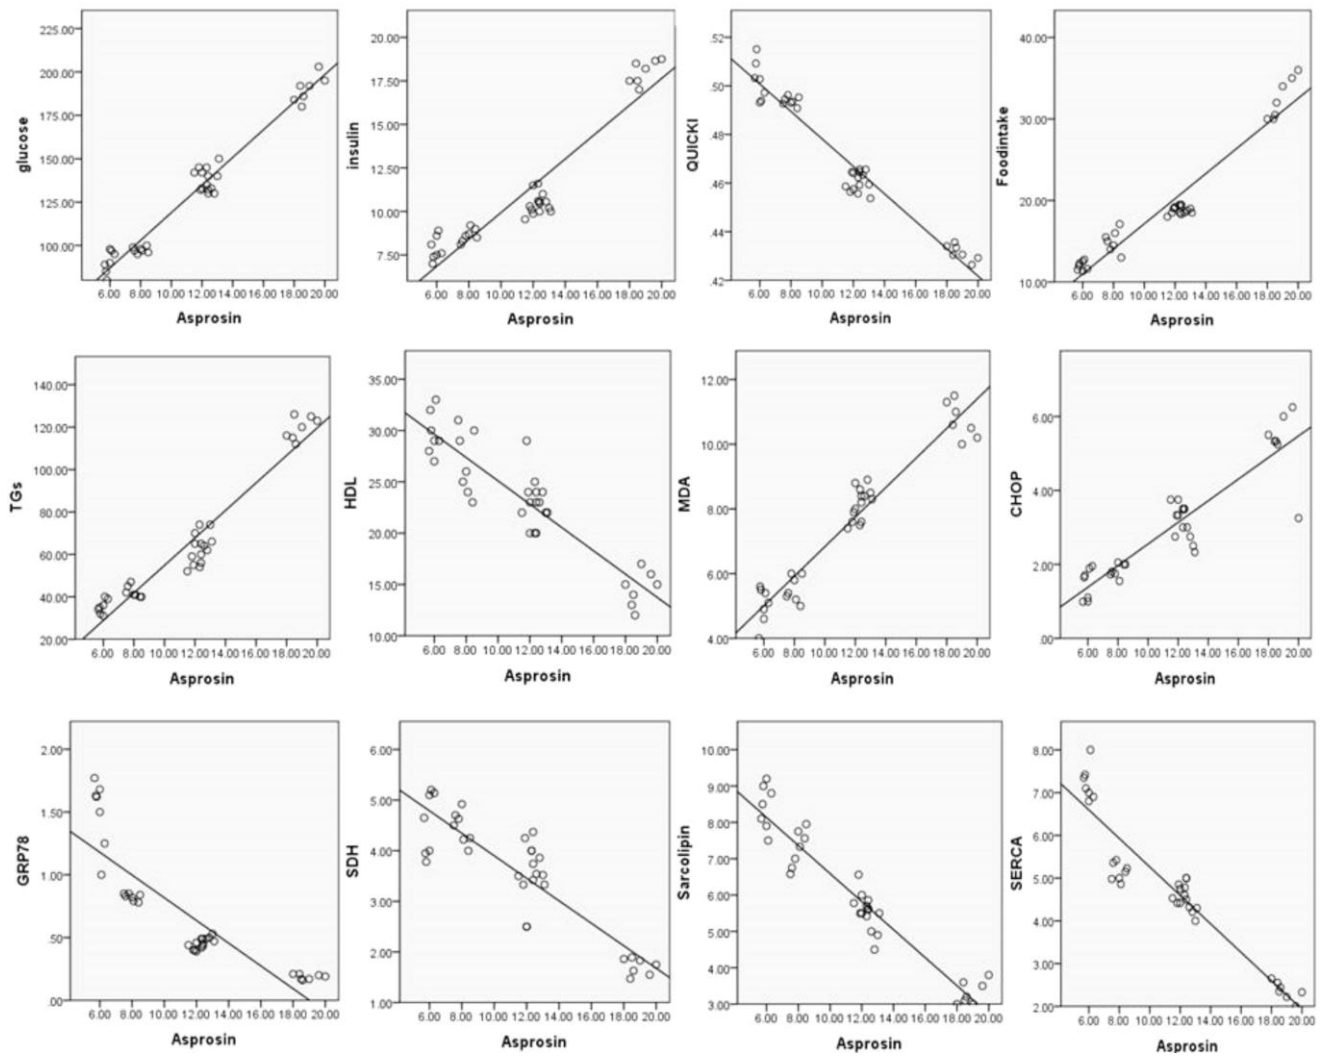 225.00
200.00
175.00
150.00
125.00
100.00
glucose
6.00 8.00 10.00 12.00 14.00 16.00 18.00 20.00
Asprosin
20.00
17.50
15.00
12.50
10.00
7.50
insulin
6.00 8.00 10.00 12.00 14.00 16.00 18.00 20.00
Asprosin
.52
.50
.48
.46
.44
.42
QUICKI
6.00 8.00 10.00 12.00 14.00 16.00 18.00 20.00
Asprosin
40.00
30.00
20.00
10.00
Foodintake
6.00 8.00 10.00 12.00 14.00 16.00 18.00 20.00
Asprosin
140.00
120.00
100.00
80.00
60.00
40.00
20.00
TGs
6.00 8.00 10.00 12.00 14.00 16.00 18.00 20.00
Asprosin
35.00
30.00
25.00
20.00
15.00
10.00
HDL
6.00 8.00 10.00 12.00 14.00 16.00 18.00 20.00
Asprosin
12.00
10.00
8.00
6.00
4.00
MDA
6.00 8.00 10.00 12.00 14.00 16.00 18.00 20.00
Asprosin
6.00
4.00
2.00
.00
CHOP
6.00 8.00 10.00 12.00 14.00 16.00 18.00 20.00
Asprosin
2.00
1.50
1.00
.50
.00
GRP78
6.00 8.00 10.00 12.00 14.00 16.00 18.00 20.00
Asprosin
6.00
5.00
4.00
3.00
2.00
1.00
SDH
6.00 8.00 10.00 12.00 14.00 16.00 18.00 20.00
Asprosin
10.00
9.00
8.00
7.00
6.00
5.00
4.00
3.00
Sarcolipin
6.00 8.00 10.00 12.00 14.00 16.00 18.00 20.00
Asprosin
8.00
7.00
6.00
5.00
4.00
3.00
2.00
SERCA
6.00 8.00 10.00 12.00 14.00 16.00 18.00 20.00
Asprosin